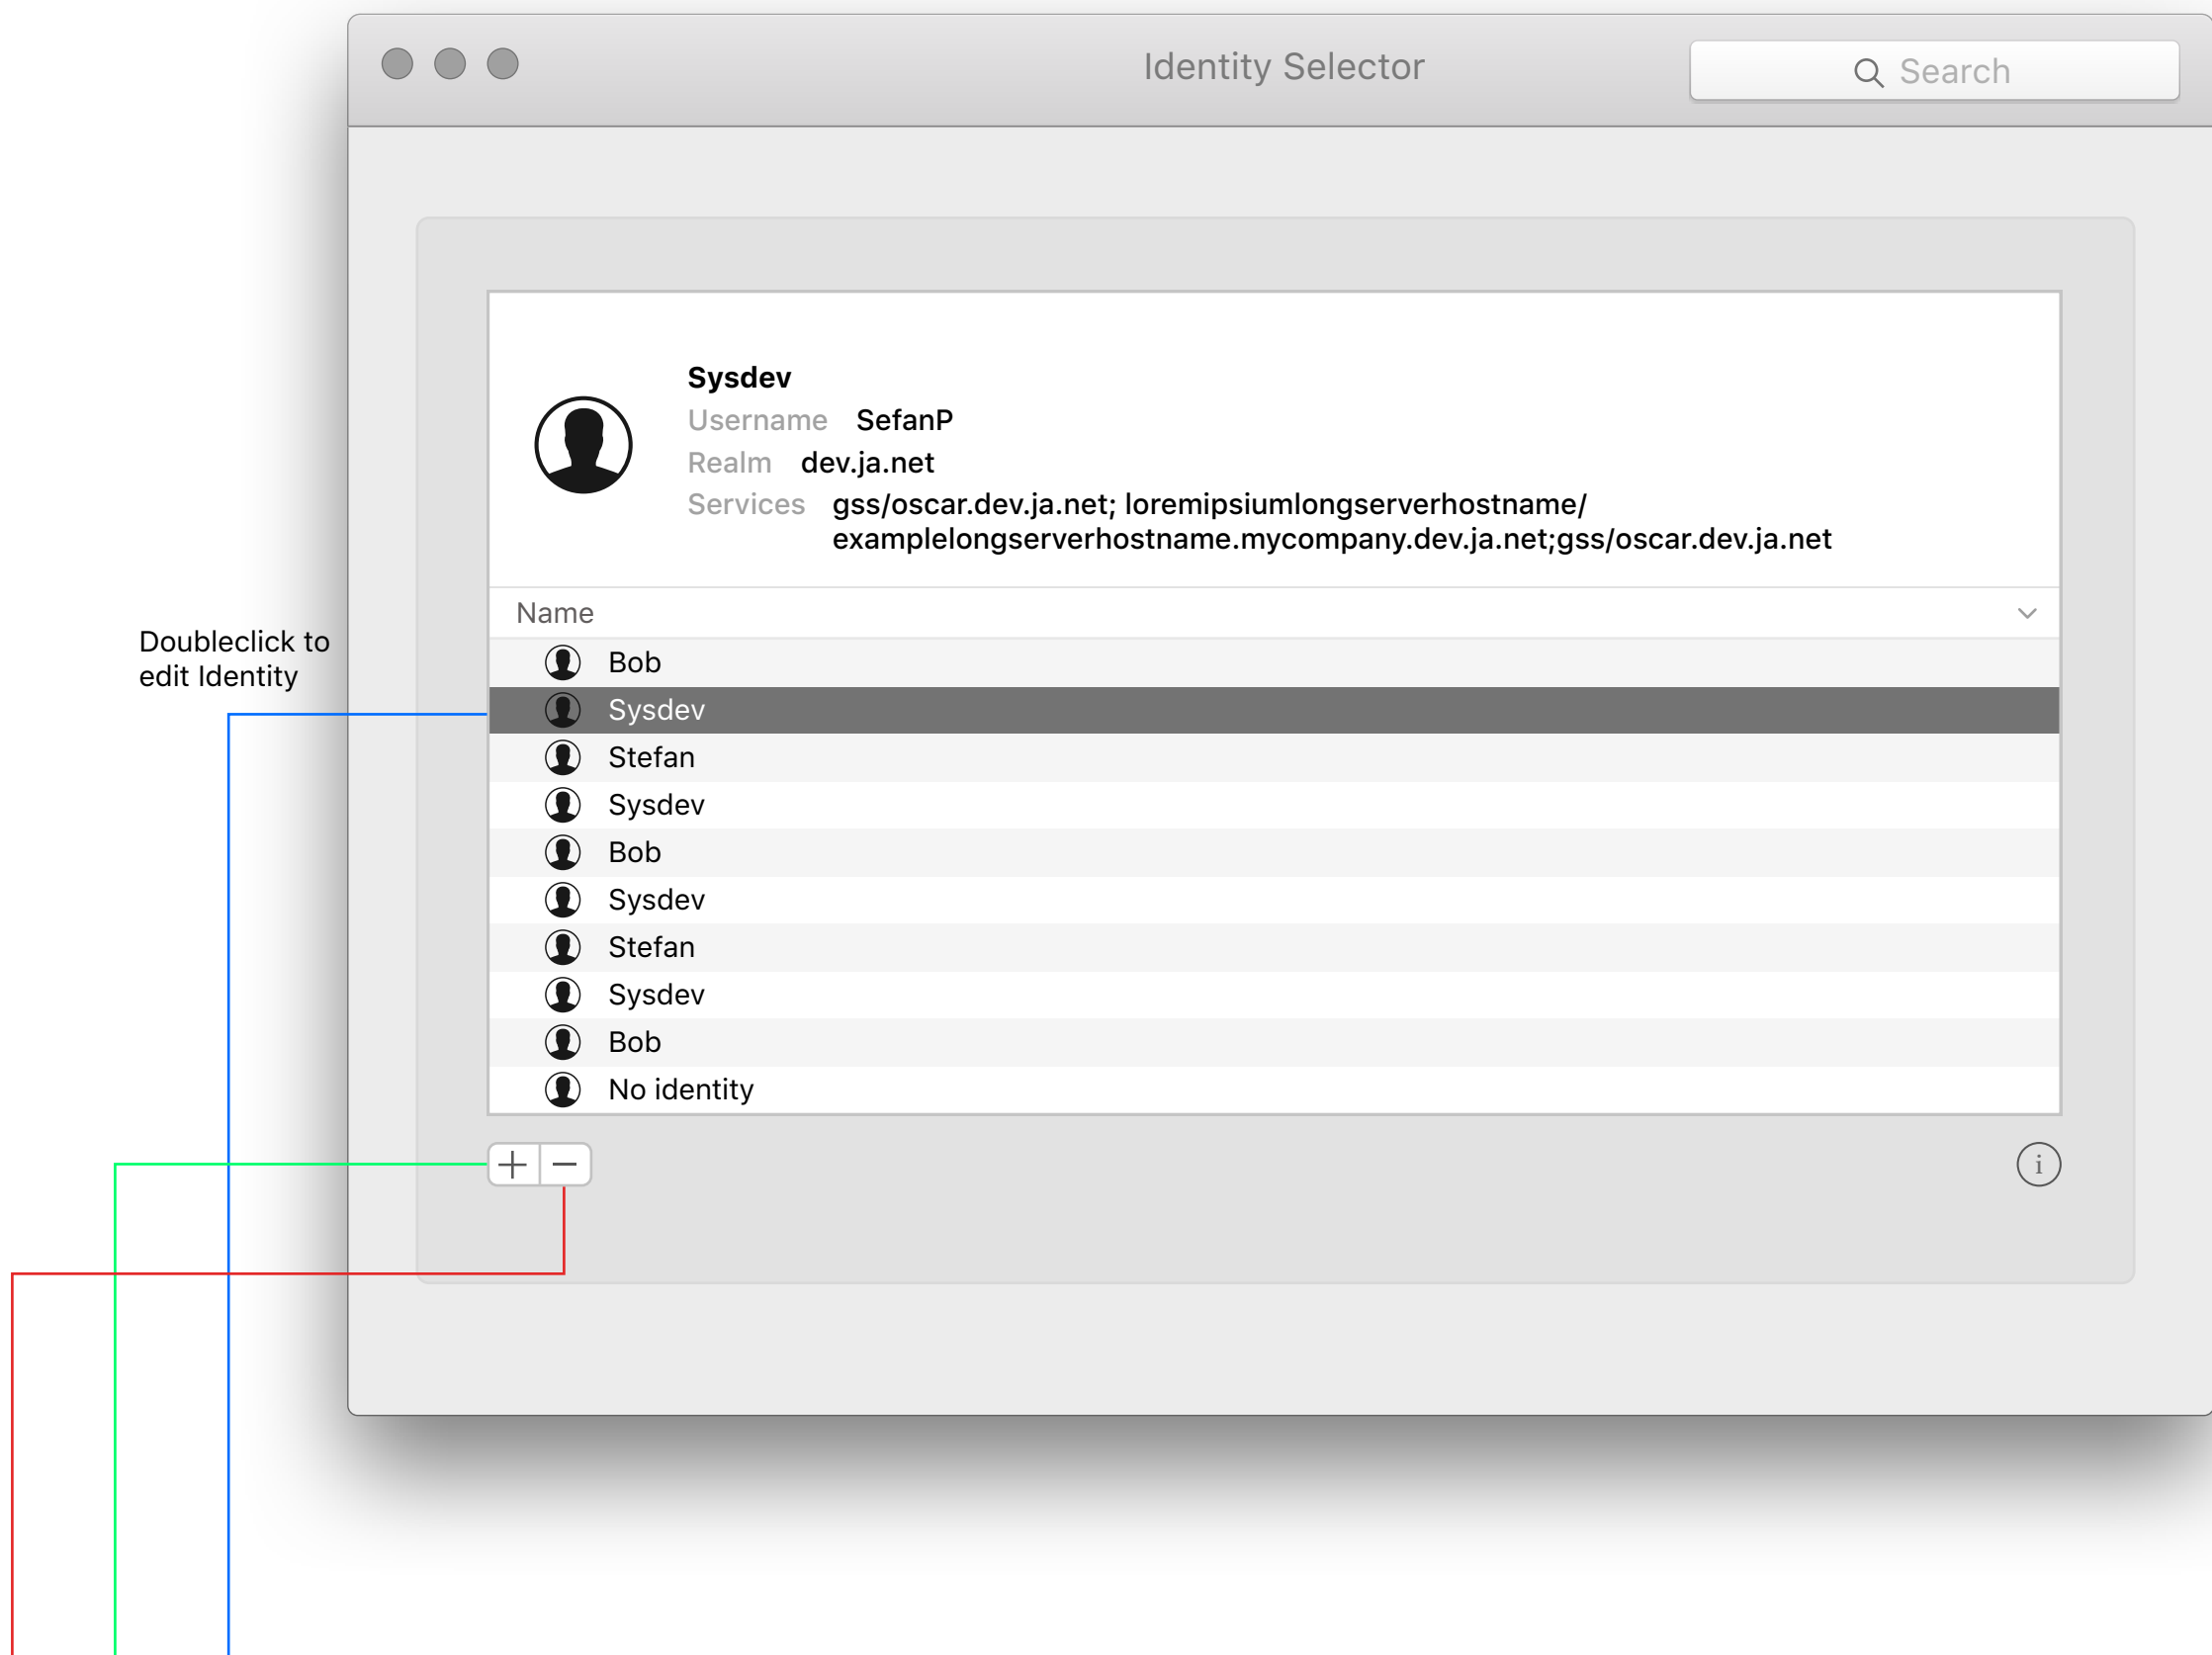 Identity Selector
Search
Sysdev
Username SefanP
Realm dev.ja.net
Services gss/oscar.dev.ja.net; loremipsiumlongserverhostname/
examplelongserverhostname.mycompany.dev.ja.net;gss/oscar.dev.ja.net
Name
Doubleclick to
edit Identity
Bob
Sysdev
Stefan
Sysdev
Bob
Sysdev
Stefan
Sysdev
Bob
No identity
i